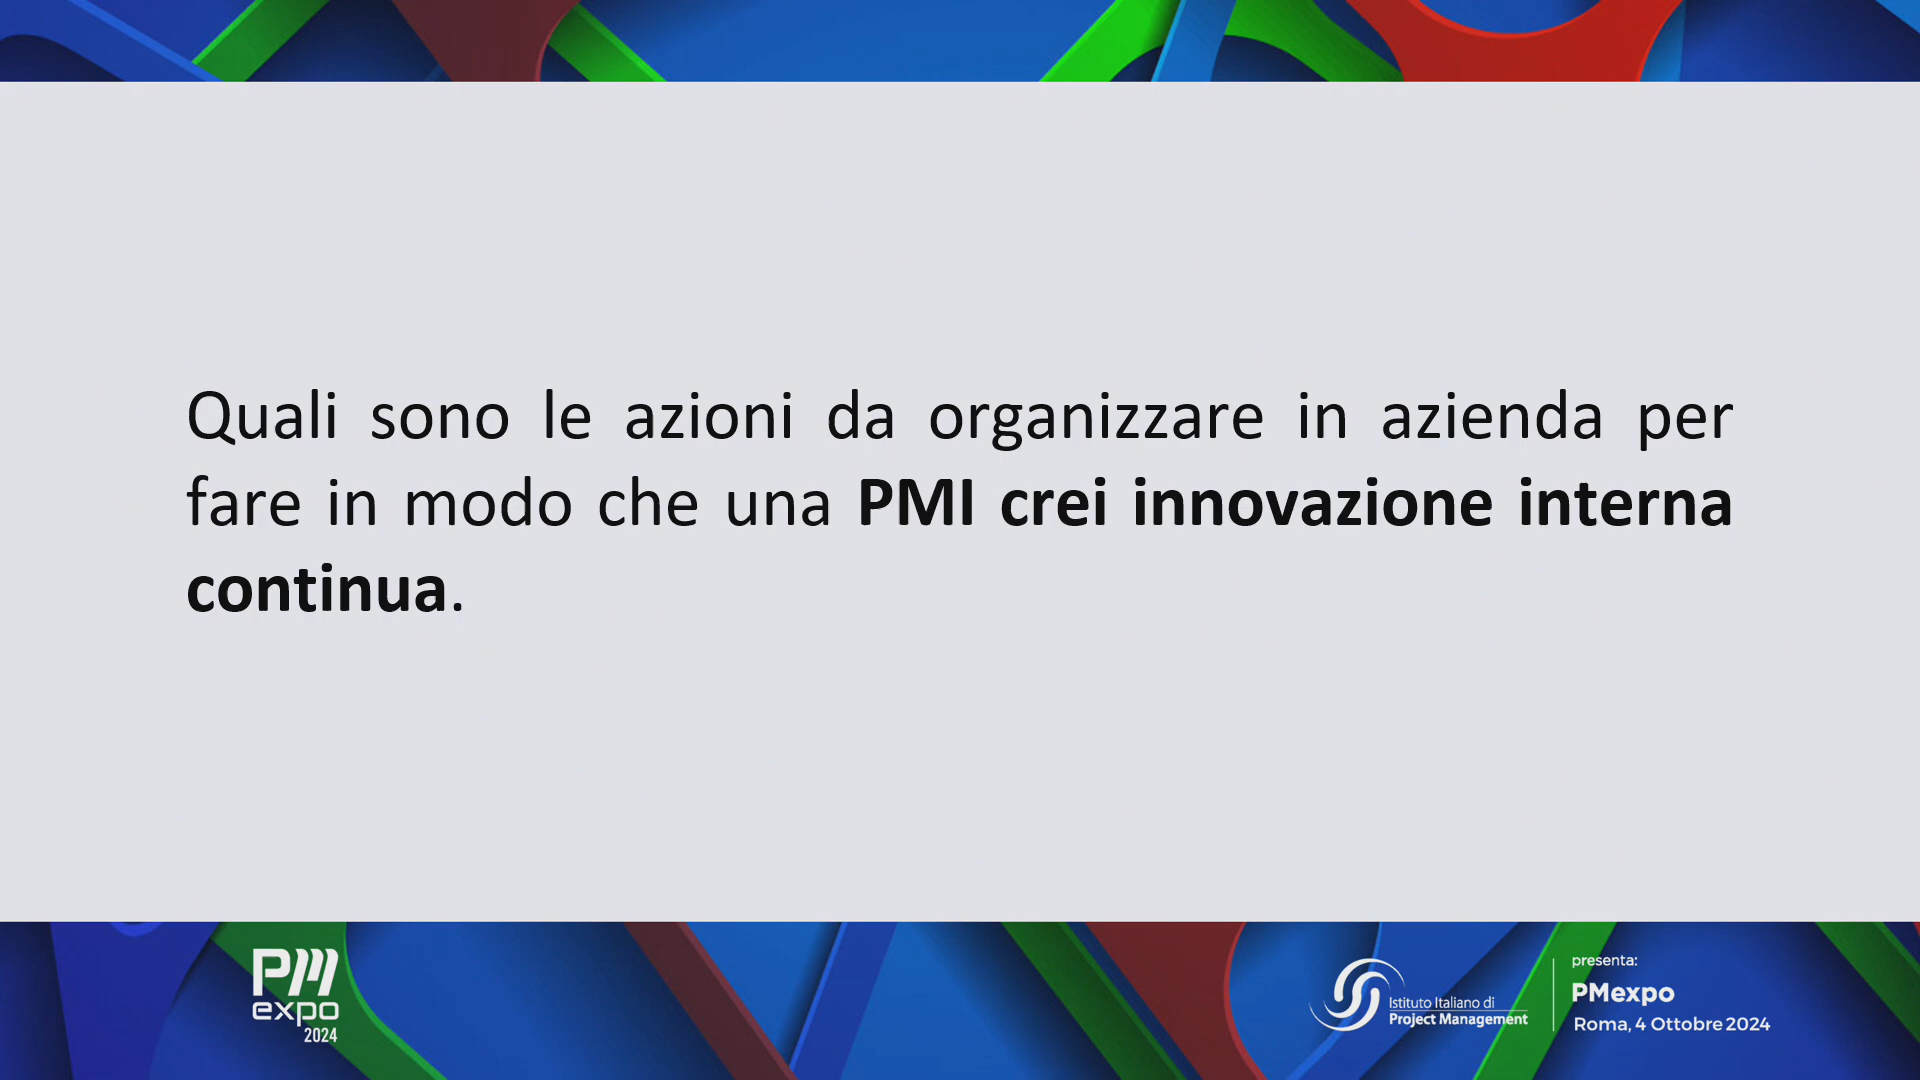 Quali sono le azioni da organizzare in azienda per
fare in modo che una PMI crei innovazione interna
continua.
PM
expo
2024
Istituto Italiano di
Project Management
presenta:
PMexpo
Roma, 4 Ottobre 2024